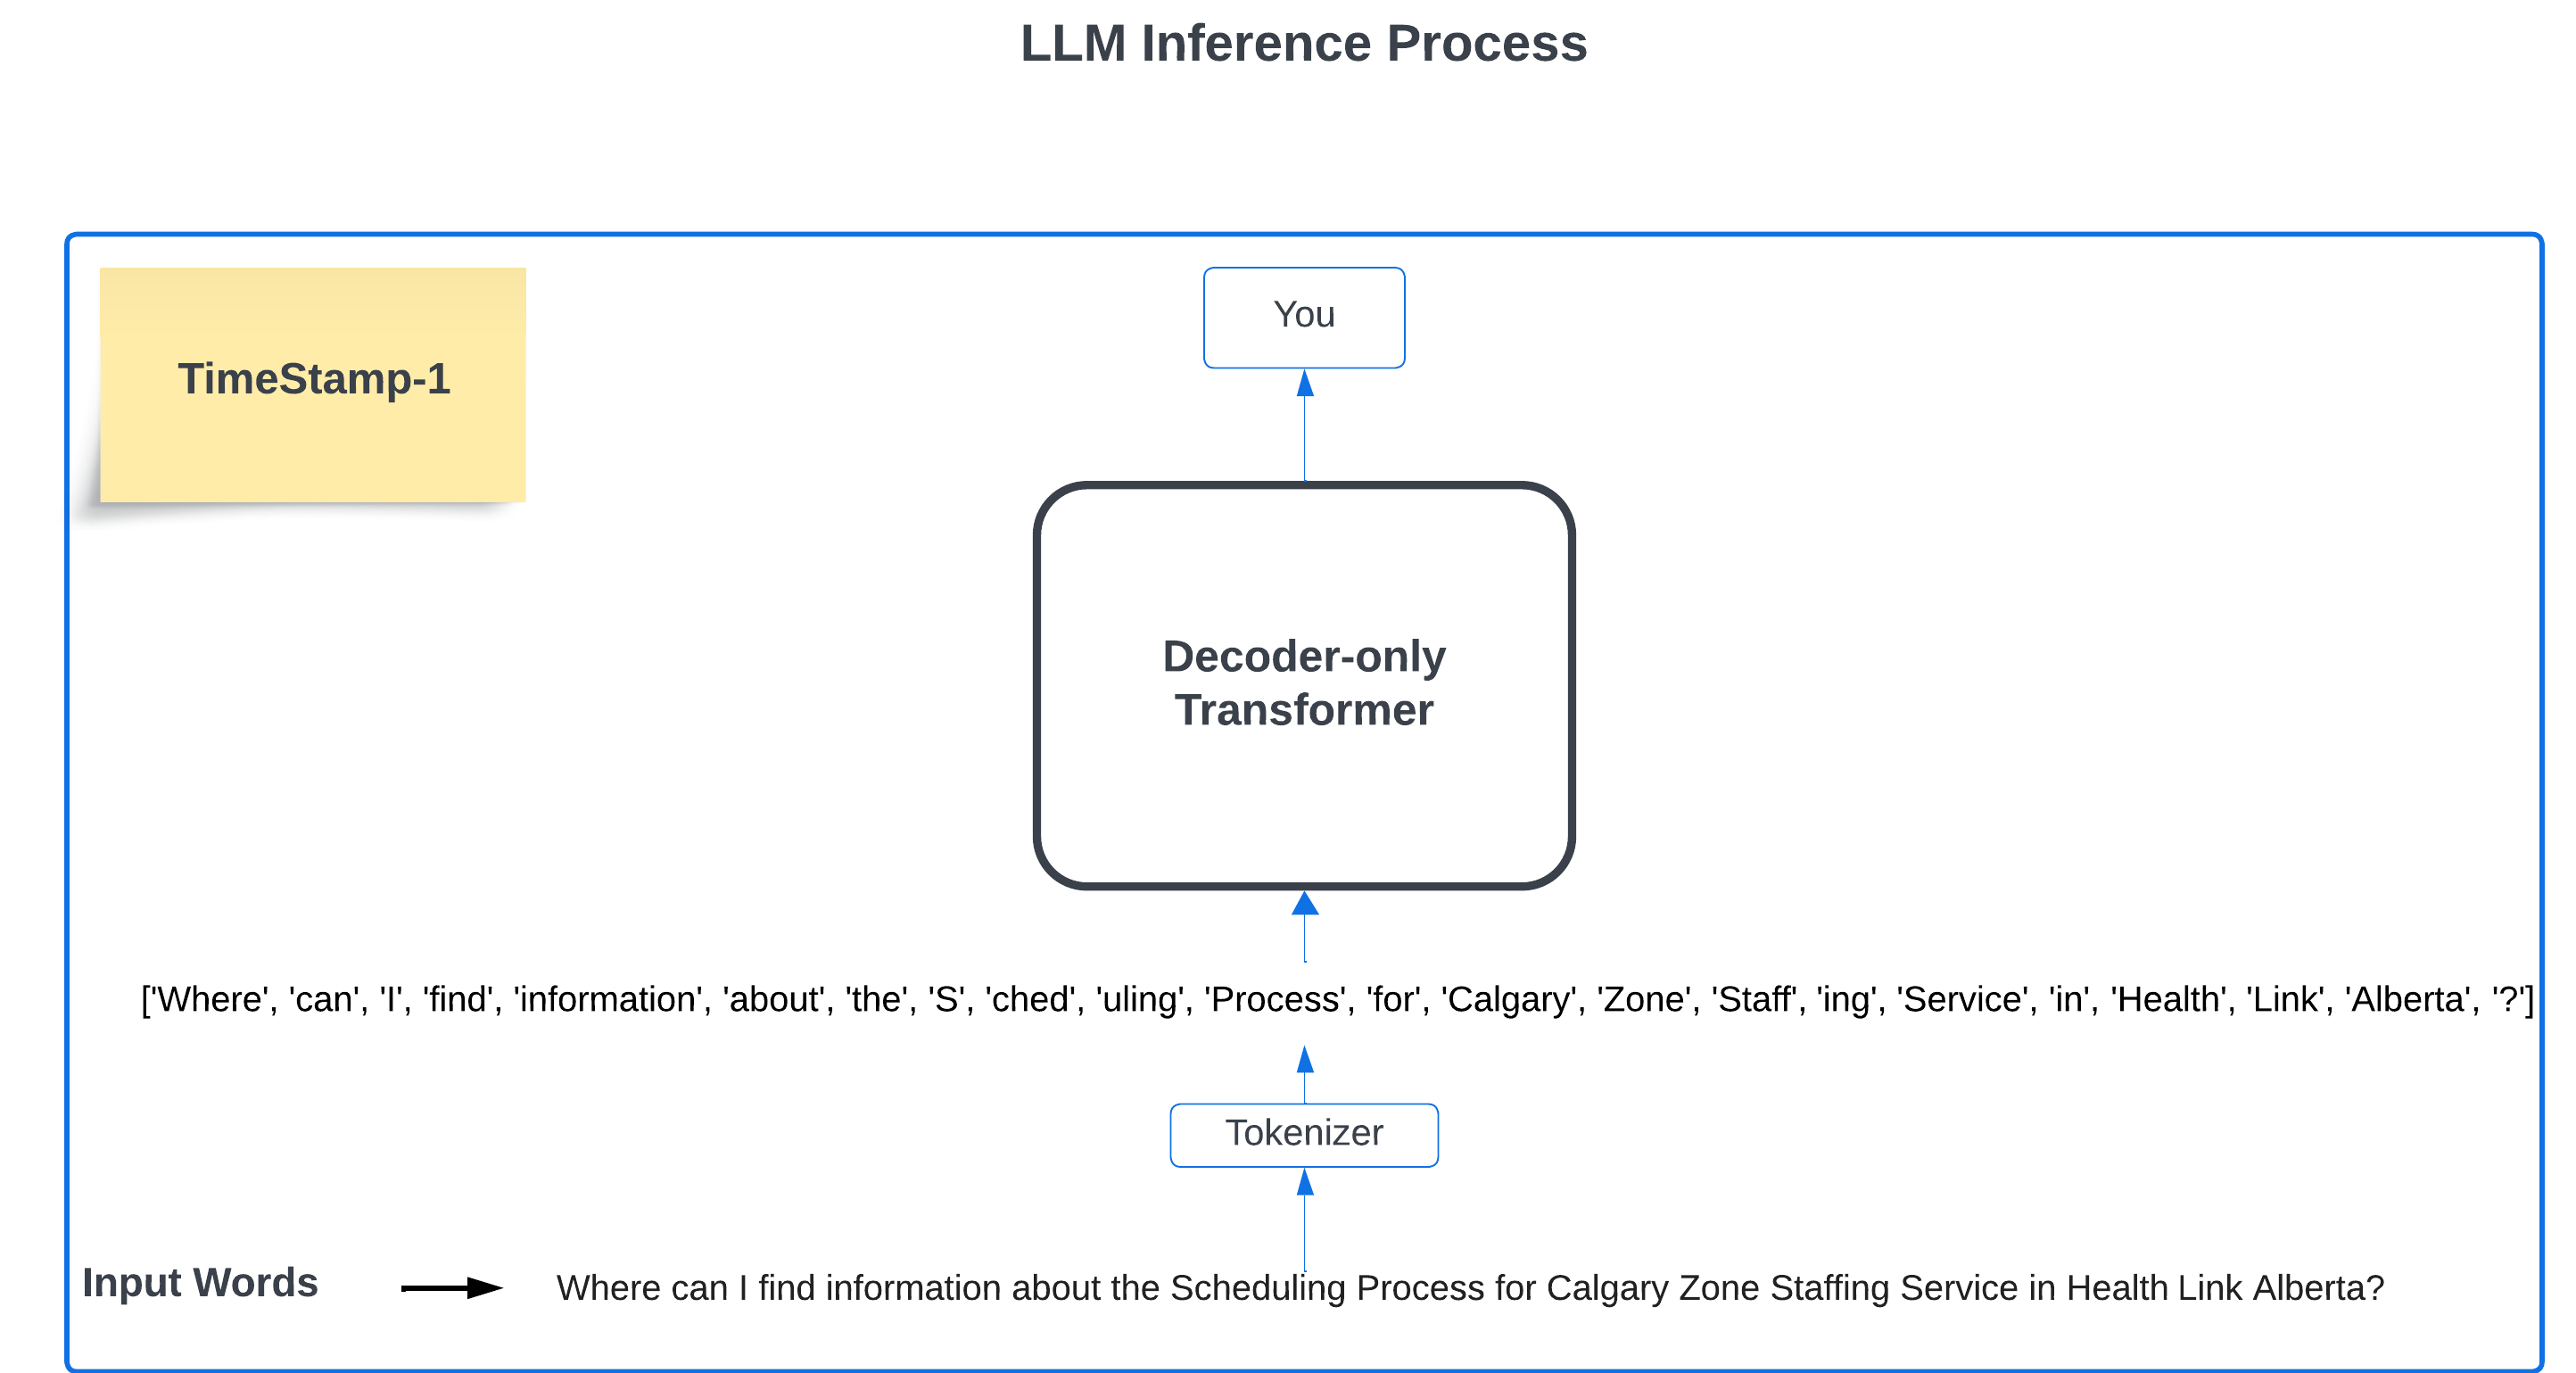 LLM Inference Process
TimeStamp-1
You
Decoder-only
Transformer
['Where', 'can', 'I', 'find', 'information', 'about', 'the', 'S', 'ched', 'uling', 'Process', 'for', 'Calgary', 'Zone', 'Staff', 'ing', 'Service', 'in', 'Health', 'Link', 'Alberta', '?']
Tokenizer
Input Words
Where can I find information about the Scheduling Process for Calgary Zone Staffing Service in Health Link Alberta?